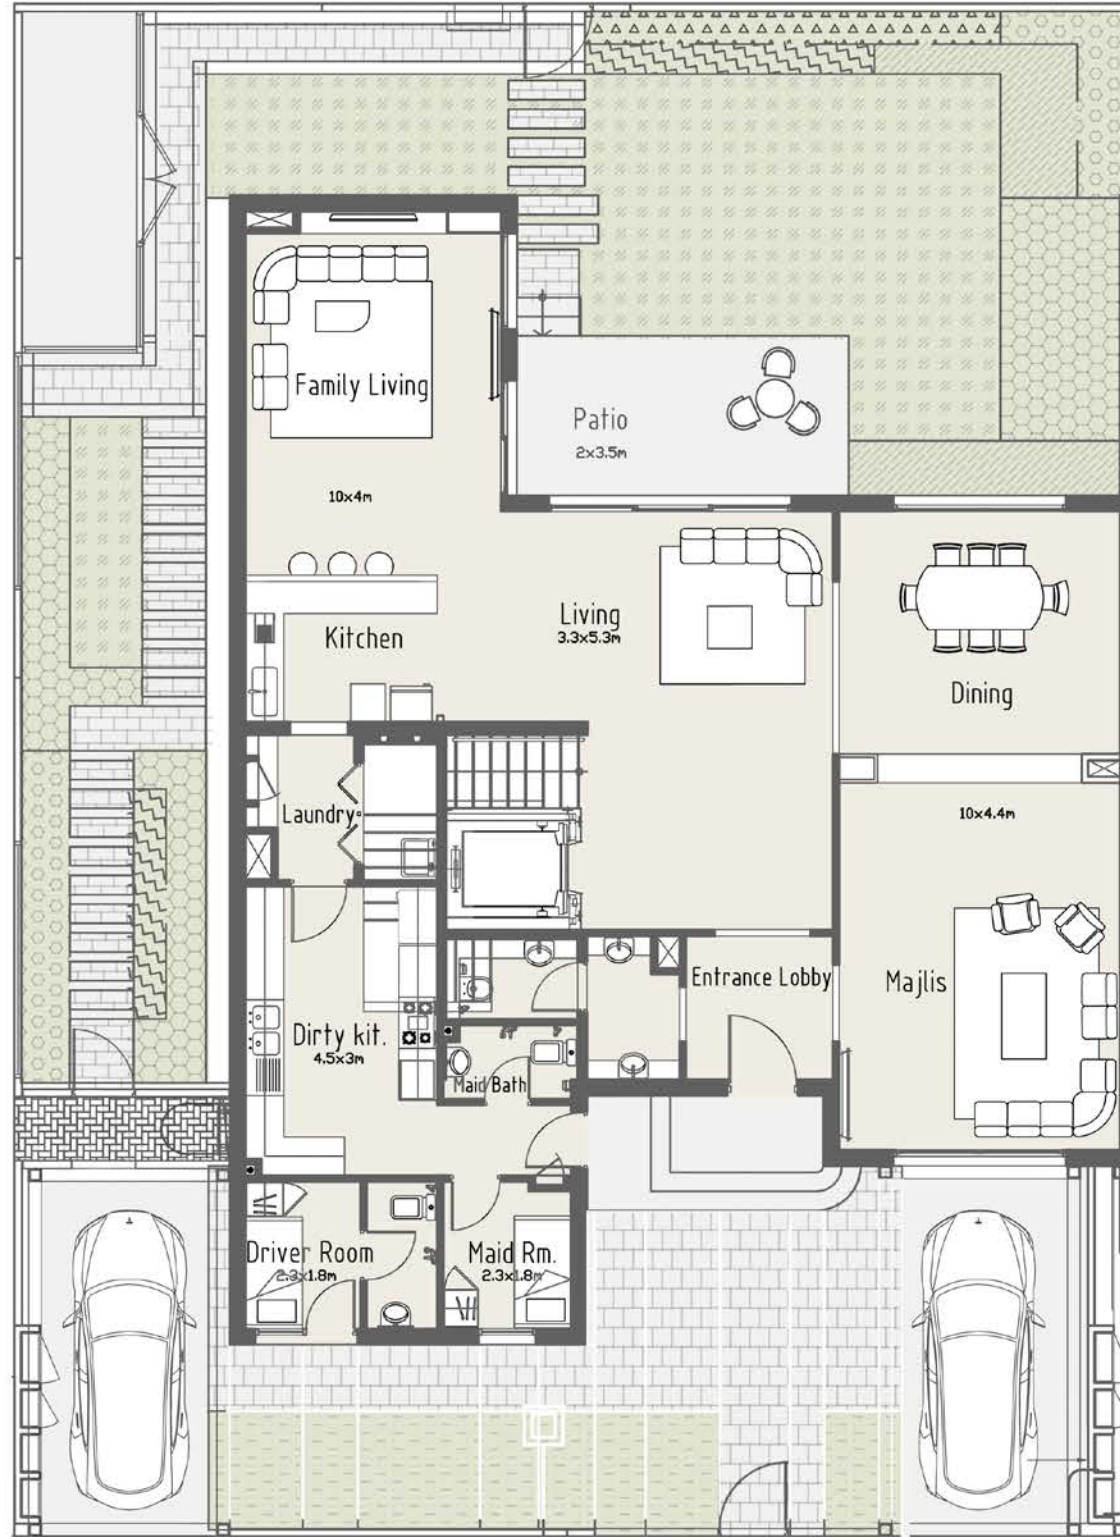 Family Living
Patio
2x3.5m
10x4m
Living
3.3x5.3m
Kitchen
Dining
Laundry
10x4.4m
Entrance Lobby
Majlis
Dirty kit.
4.5x3m
Maid Bath
Driver Room
2.3x1.8m
Maid Rm.
2.3x1.8m